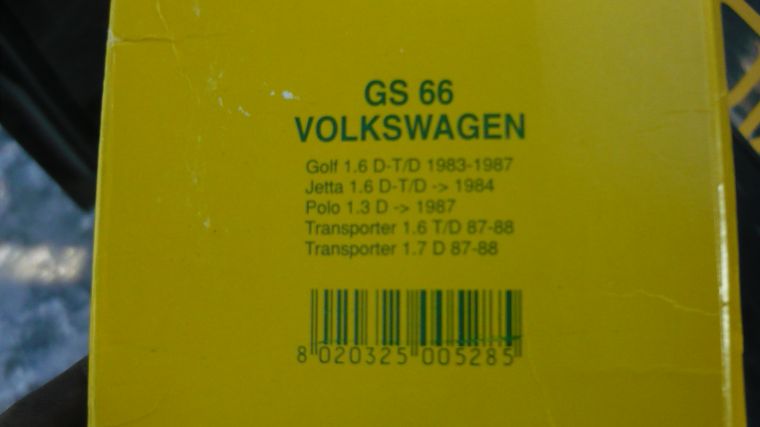 GS 66
VOLKSWAGEN
Golf 1.6 D-T/D 1983-1987
Jetta 1.6 D-T/D -> 1984
Polo 1.3 D -> 1987
Transporter 1.6 T/D 87-88
Transporter 1.7 D 87-88
8 020325 005285